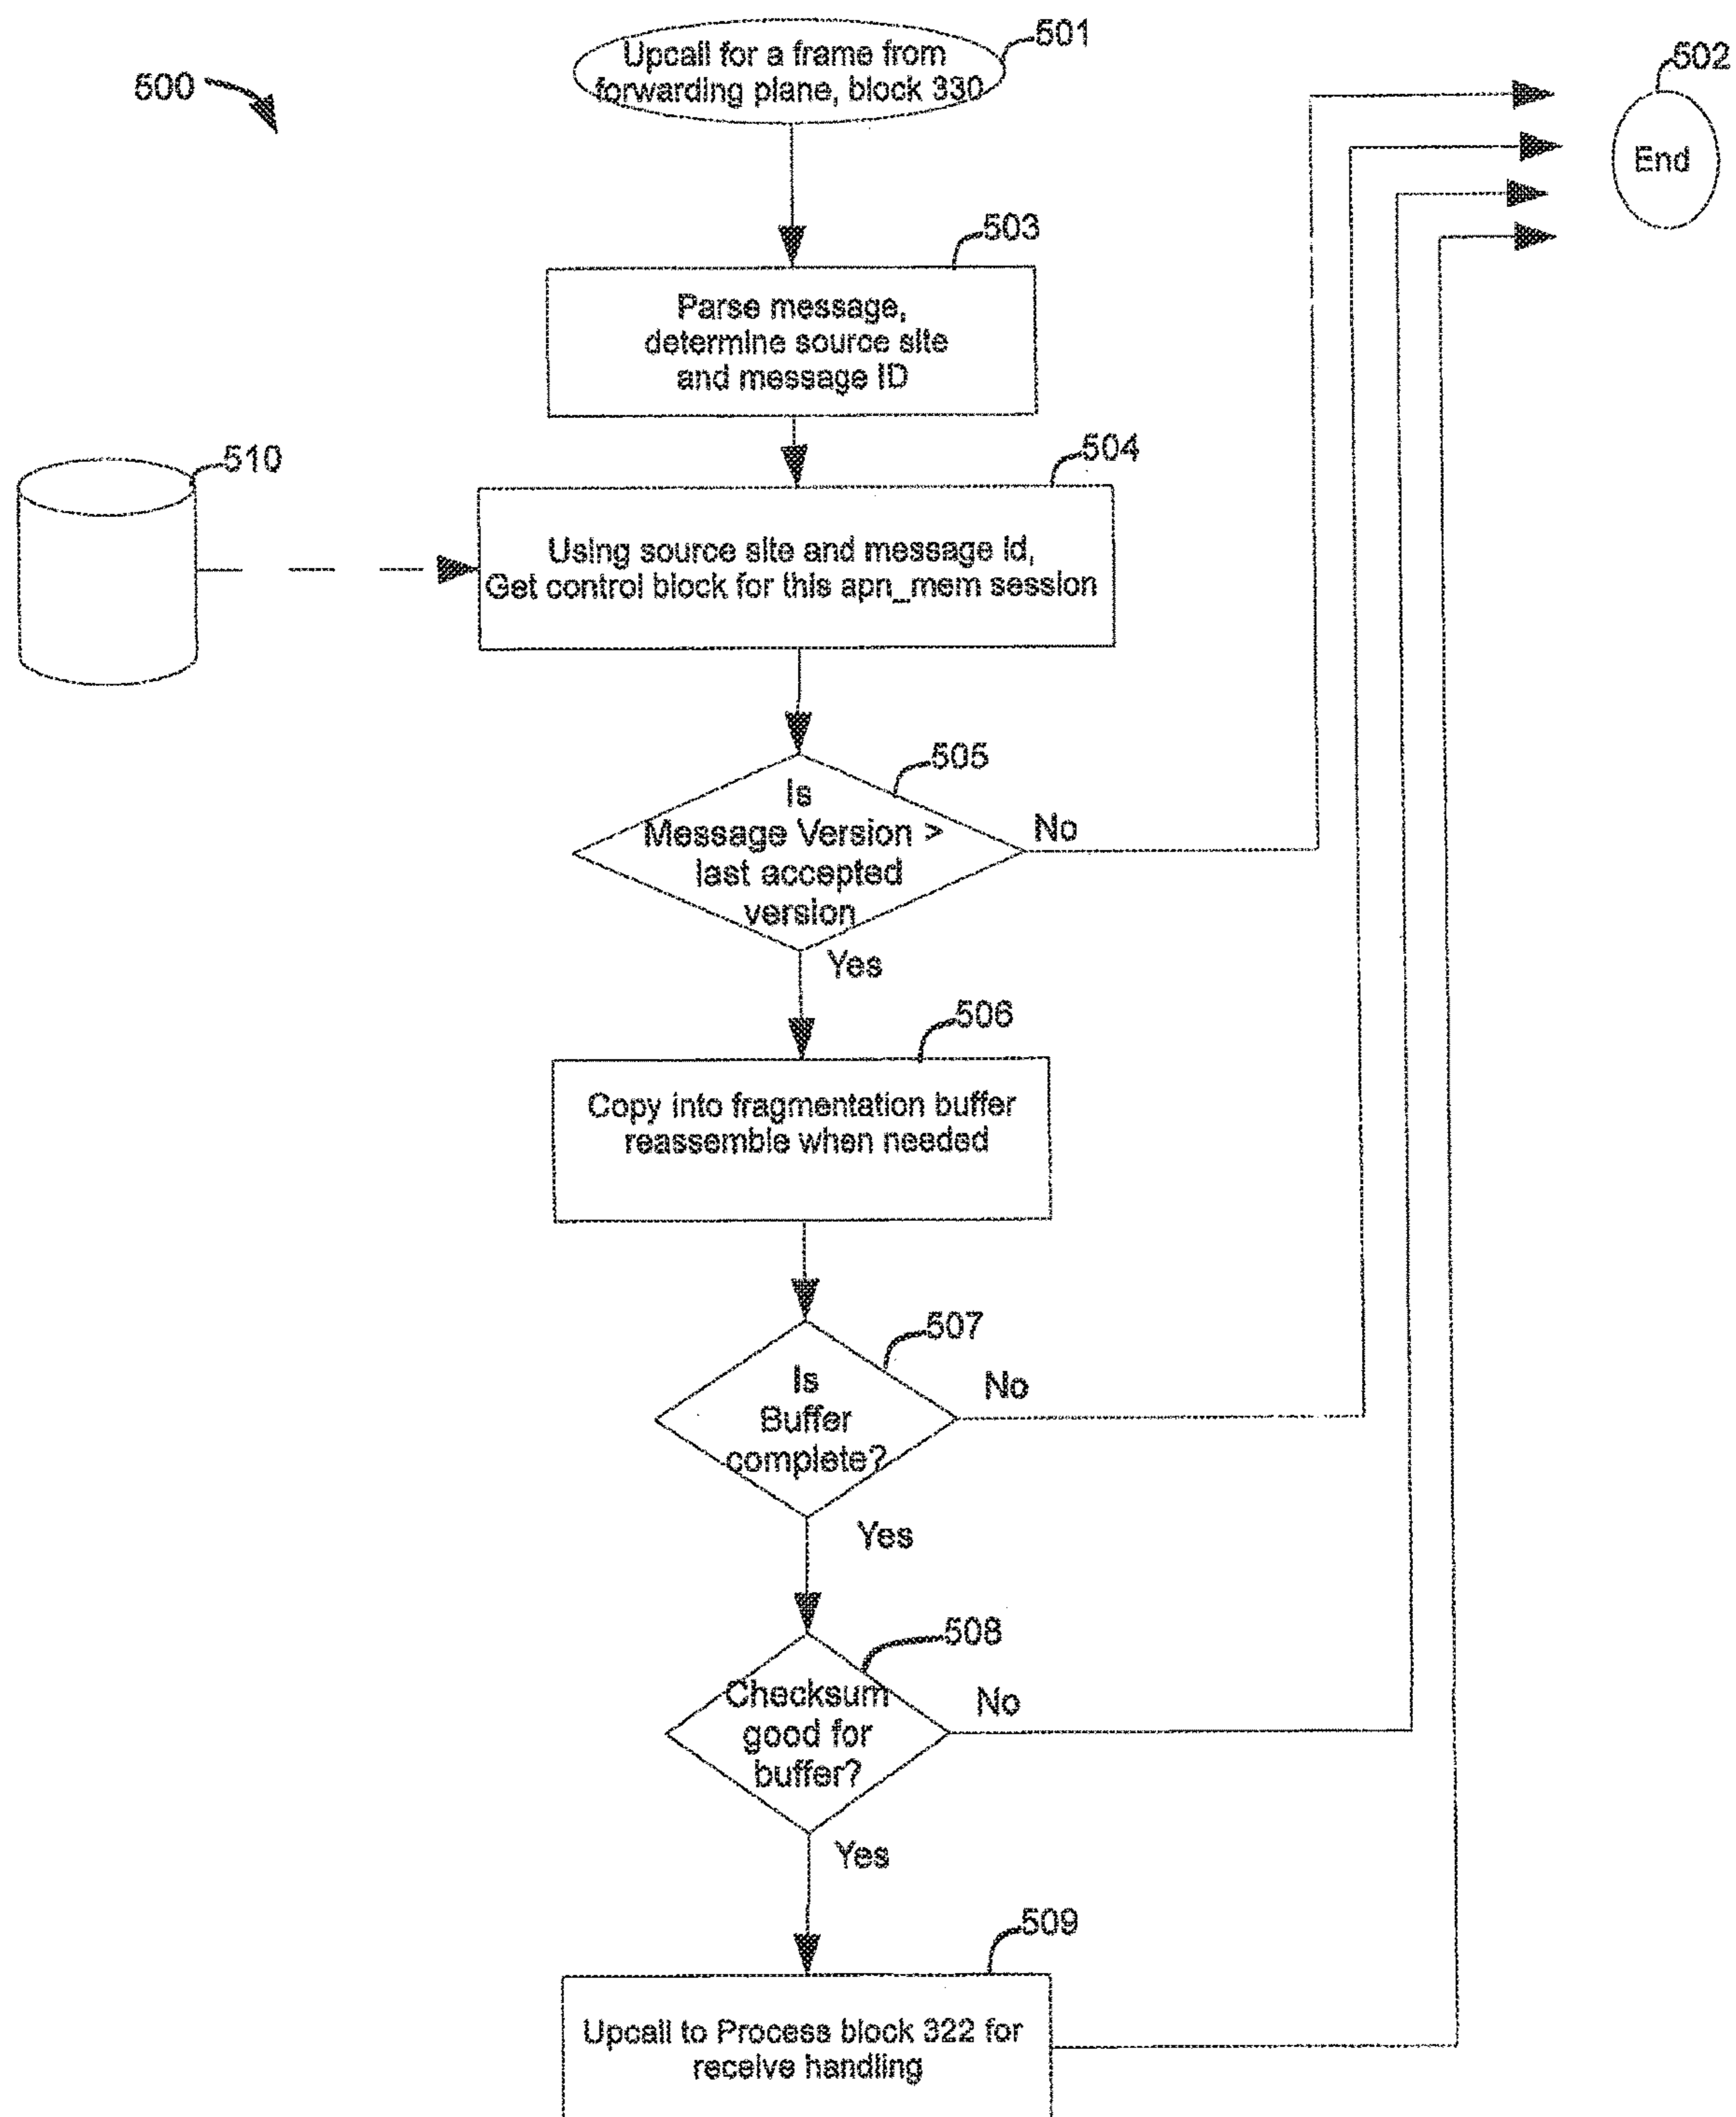 501
Upcall for a frame from
forwarding plane, block 330
502
End
500
503
Parse message,
determine source site
and message ID
510
504
Using source site and message id,
Get control block for this apn_mem session
505
Is
Message Version >
last accepted
version
No
Yes
506
Copy into fragmentation buffer
reassemble when needed
507
Is
Buffer
complete?
No
Yes
508
Checksum
good for
buffer?
No
Yes
509
Upcall to Process block 322 for
receive handling